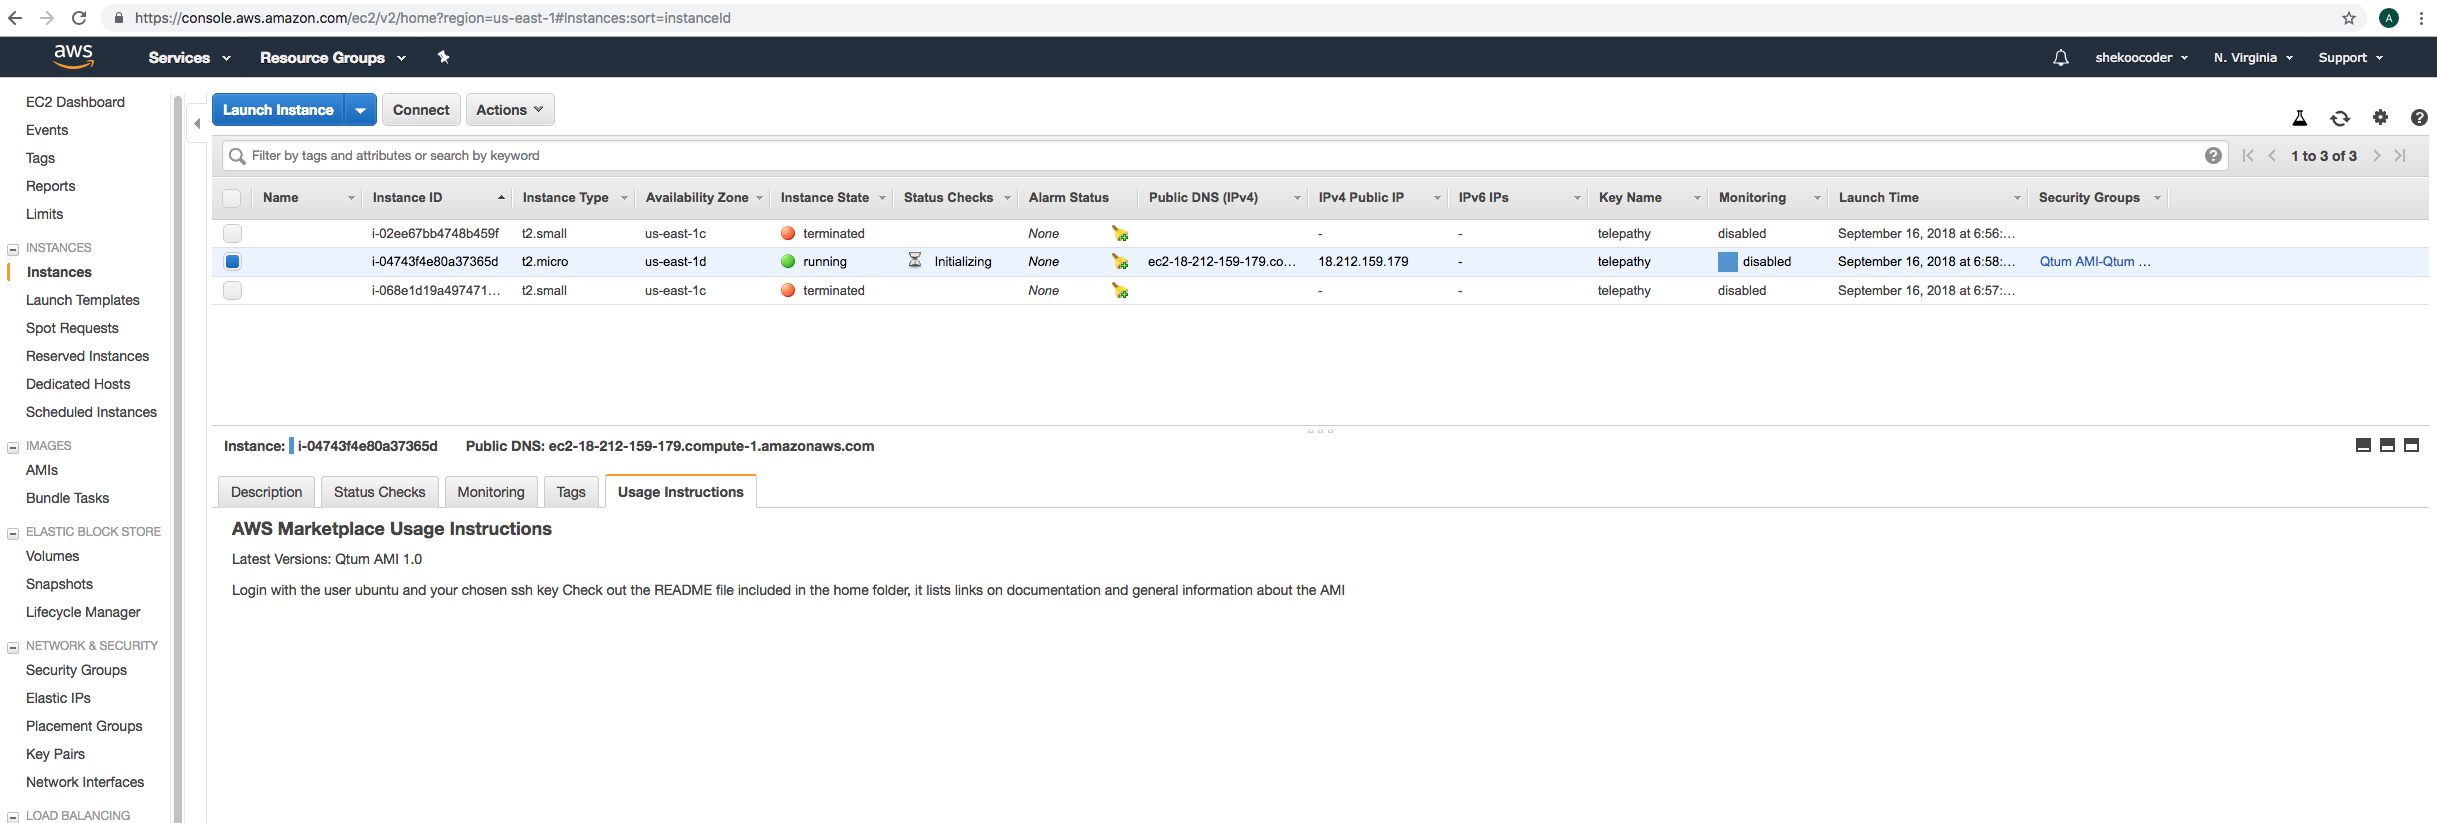 https://console.aws.amazon.com/ec2/v2/home?region=us-east-1#Instances:sort=instanceId A
aws Services Resource Groups shekoocoder N. Virginia Support
EC2 Dashboard
Events
Tags
Reports
Limits
INSTANCES
Instances
Launch Templates
Spot Requests
Reserved Instances
Dedicated Hosts
Scheduled Instances
IMAGES
AMIs
Bundle Tasks
ELASTIC BLOCK STORE
Volumes
Snapshots
Lifecycle Manager
NETWORK & SECURITY
Security Groups
Elastic IPs
Placement Groups
Key Pairs
Network Interfaces
LOAD BALANCING
Launch Instance Connect Actions
Filter by tags and attributes or search by keyword 1 to 3 of 3
Name Instance ID Instance Type Availability Zone Instance State Status Checks Alarm Status Public DNS (IPv4) IPv4 Public IP IPv6 IPs Key Name Monitoring Launch Time Security Groups
i-02ee67bb4748b459f t2.small us-east-1c terminated None - - telepathy disabled September 16, 2018 at 6:56:...
i-04743f4e80a37365d t2.micro us-east-1d running Initializing None ec2-18-212-159-179.co... 18.212.159.179 - telepathy disabled September 16, 2018 at 6:58:... Qtum AMI-Qtum ...
i-068e1d19a497471... t2.small us-east-1c terminated None - - telepathy disabled September 16, 2018 at 6:57:...
Instance: i-04743f4e80a37365d Public DNS: ec2-18-212-159-179.compute-1.amazonaws.com
Description Status Checks Monitoring Tags Usage Instructions
AWS Marketplace Usage Instructions
Latest Versions: Qtum AMI 1.0
Login with the user ubuntu and your chosen ssh key Check out the README file included in the home folder, it lists links on documentation and general information about the AMI